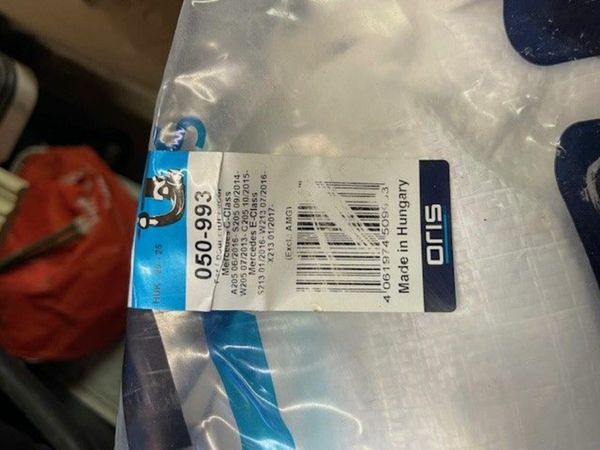 050-993
Mercedes C-Class
A205 06/2016- S205 09/2014-
W205 07/2013- C205 10/2015-
Mercedes E-Class
S213 01/2016- W213 07/2016-
X213 01/2017-
(Excl.: AMG)
Made in Hungary
ORIS